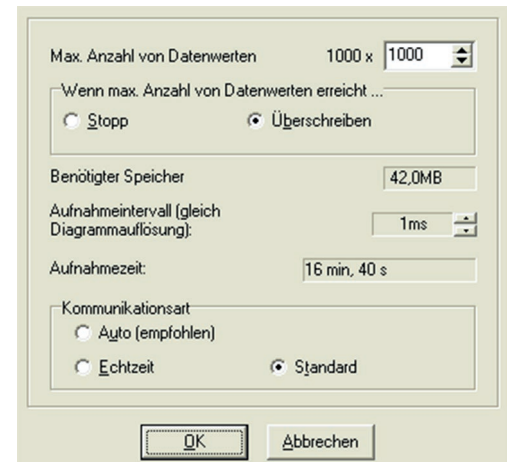 Max. Anzahl von Datenwerten 1000 x 1000
Wenn max. Anzahl von Datenwerten erreicht ...
Stopp Überschreiben
Benötigter Speicher 42,0MB
Aufnahmeintervall (gleich
Diagrammauflösung): 1ms
Aufnahmezeit: 16 min, 40 s
Kommunikationsart
Auto (empfohlen)
Echtzeit Standard
OK Abbrechen